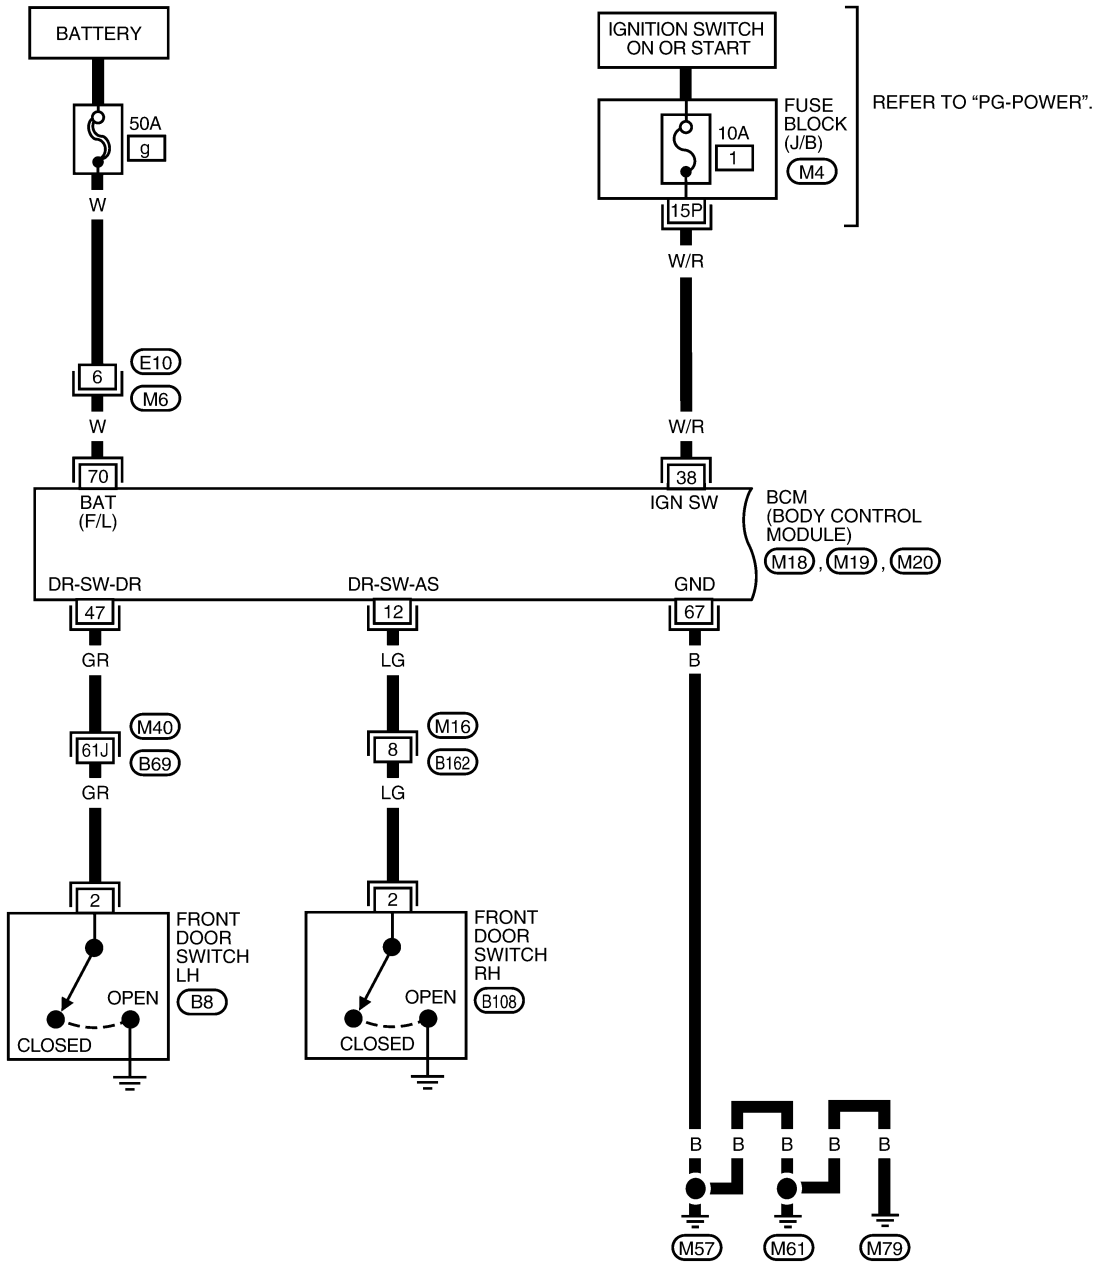 BATTERY
50A
g
W
6
E10
M6
W
70
IGNITION SWITCH
ON OR START
10A
1
FUSE
BLOCK
(J/B)
M4
REFER TO “PG-POWER”.
15P
W/R
W/R
38
BAT
(F/L)
IGN SW
BCM
(BODY CONTROL
MODULE)
M18 , M19 , M20
DR-SW-DR
DR-SW-AS
GND
47
12
67
GR
LG
B
61J
M40
B69
8
M16
B162
GR
LG
2
FRONT
DOOR
SWITCH
LH
B8
OPEN
CLOSED
2
FRONT
DOOR
SWITCH
RH
B108
OPEN
CLOSED
B B B B B
M57 M61 M79